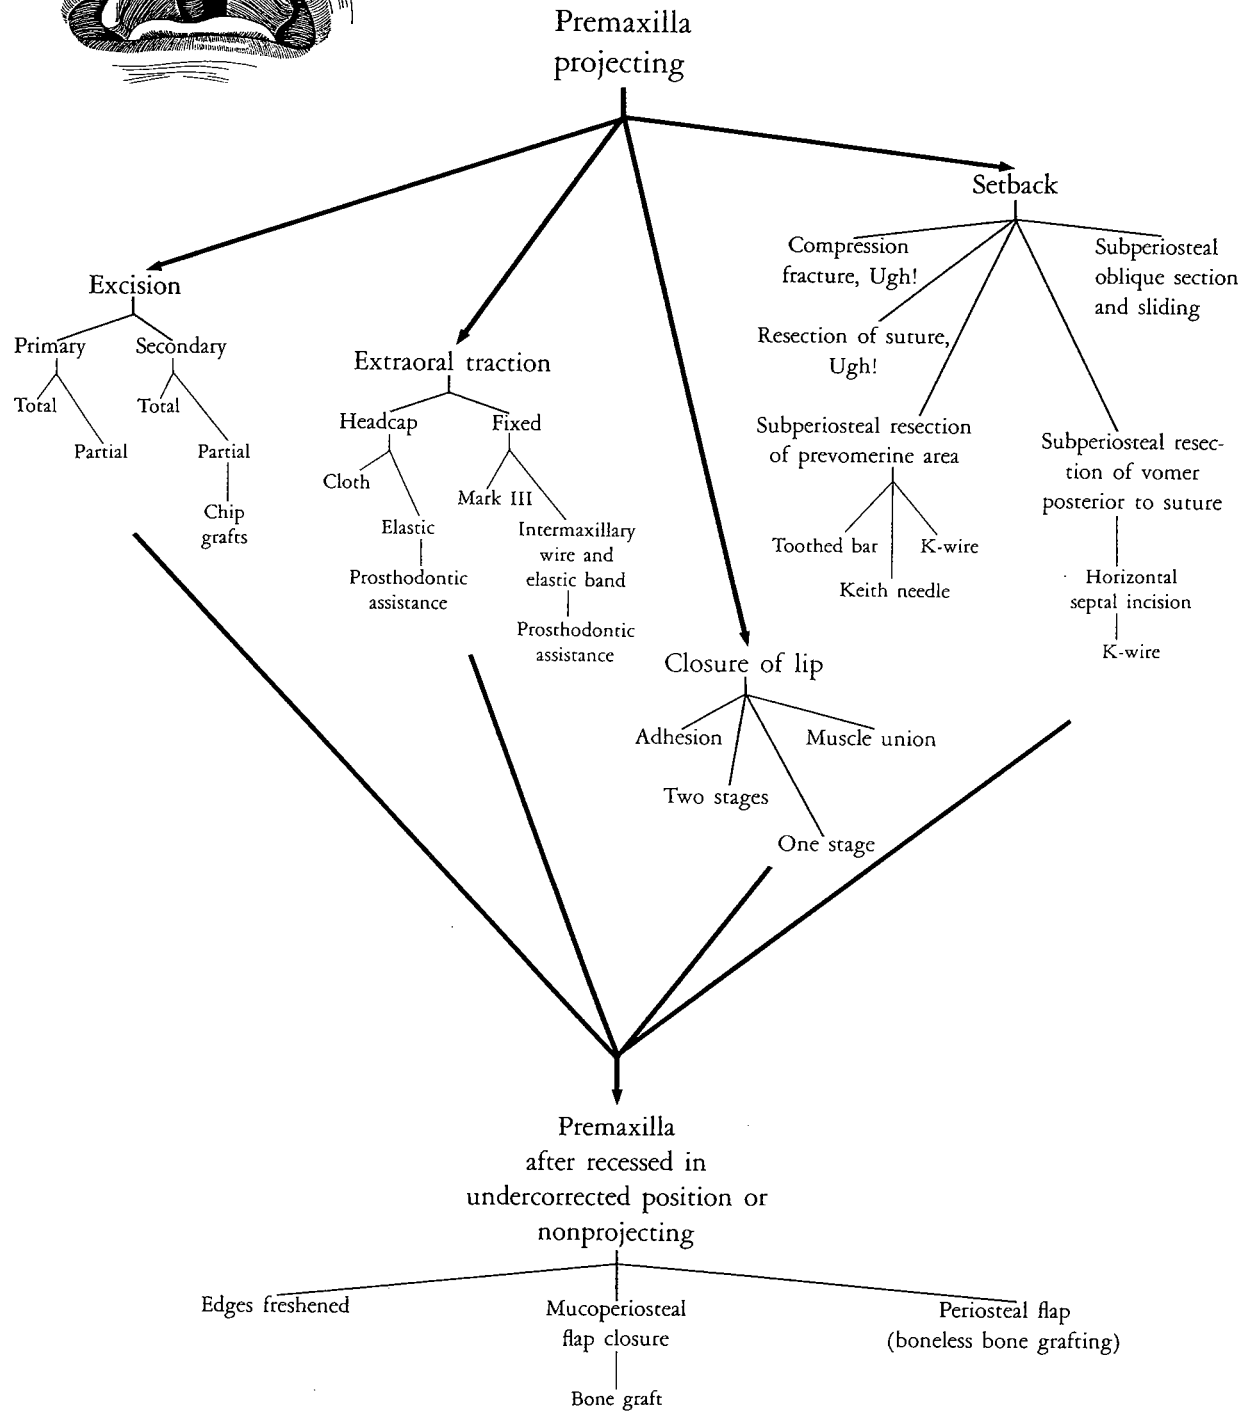 Premaxilla
projecting
Setback
Compression
fracture, Ugh!
Subperiosteal
oblique section
and sliding
Resection of suture,
Ugh!
Subperiosteal resection
of prevomerine area
Toothed bar
K-wire
Keith needle
Subperiosteal resec-
tion of vomer
posterior to suture
Horizontal
septal incision
K-wire
Excision
Primary
Secondary
Total
Partial
Total
Partial
Chip
grafts
Extraoral traction
Headcap
Fixed
Cloth
Elastic
Prosthodontic
assistance
Mark III
Intermaxillary
wire and
elastic band
Prosthodontic
assistance
Closure of lip
Adhesion
Muscle union
Two stages
One stage
Premaxilla
after recessed in
undercorrected position or
nonprojecting
Edges freshened
Mucoperiosteal
flap closure
Bone graft
Periosteal flap
(boneless bone grafting)